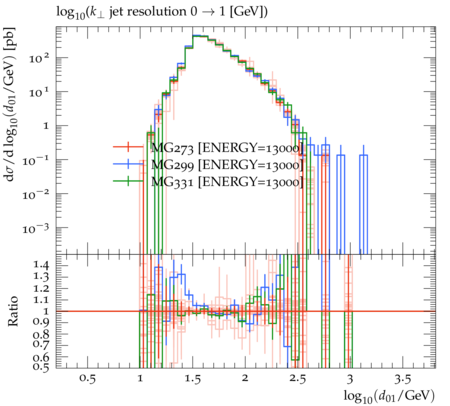 log₁₀(k⊥ jet resolution 0 → 1 [GeV])
dσ/d log₁₀(d₀₁/GeV) [pb]
10²
10¹
1
10⁻¹
10⁻²
10⁻³
MG273 [ENERGY=13000]
MG299 [ENERGY=13000]
MG331 [ENERGY=13000]
Ratio
1.4
1.3
1.2
1.1
1
0.9
0.8
0.7
0.6
0.5
0.5 1 1.5 2 2.5 3 3.5
log₁₀(d₀₁/GeV)